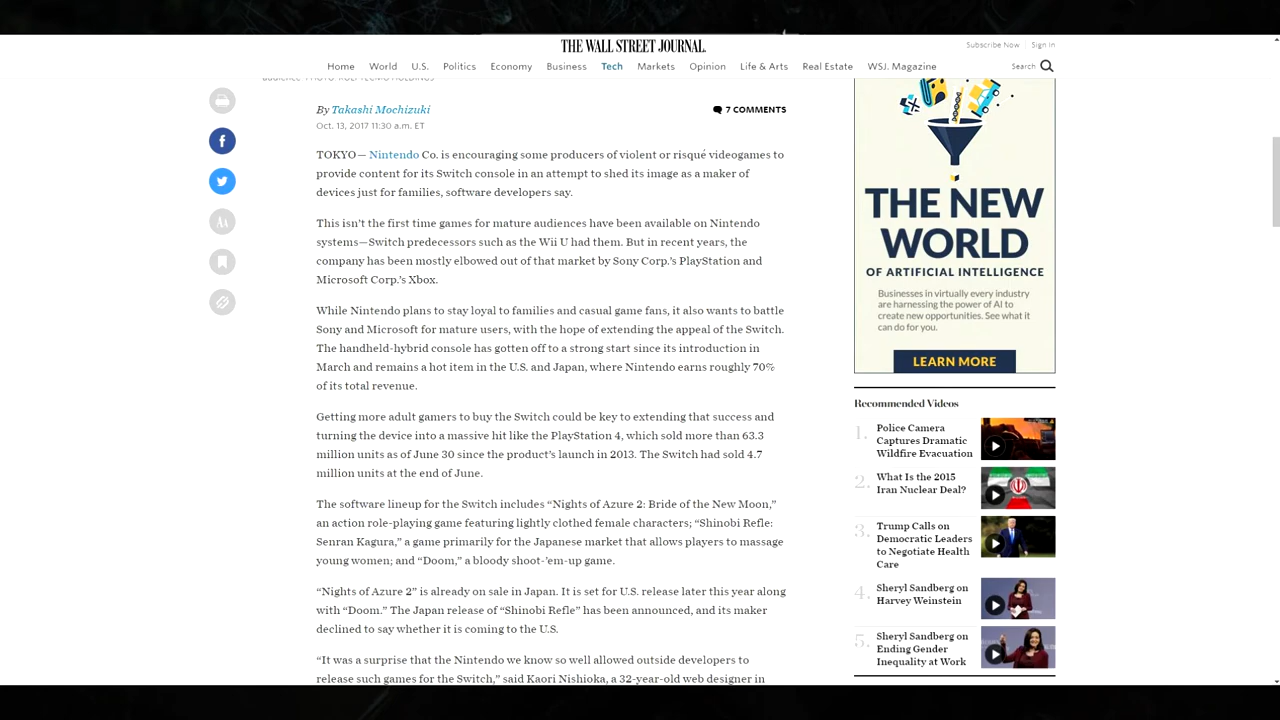 THE WALL STREET JOURNAL.
Subscribe Now | Sign In
Home World U.S. Politics Economy Business Tech Markets Opinion Life & Arts Real Estate WSJ. Magazine
Search
By Takashi Mochizuki
7 COMMENTS
Oct. 13, 2017 11:30 a.m. ET
TOKYO— Nintendo Co. is encouraging some producers of violent or risqué videogames to
provide content for its Switch console in an attempt to shed its image as a maker of
devices just for families, software developers say.
This isn’t the first time games for mature audiences have been available on Nintendo
systems—Switch predecessors such as the Wii U had them. But in recent years, the
company has been mostly elbowed out of that market by Sony Corp.’s PlayStation and
Microsoft Corp.’s Xbox.
While Nintendo plans to stay loyal to families and casual game fans, it also wants to battle
Sony and Microsoft for mature users, with the hope of extending the appeal of the Switch.
The handheld-hybrid console has gotten off to a strong start since its introduction in
March and remains a hot item in the U.S. and Japan, where Nintendo earns roughly 70%
of its total revenue.
Getting more adult gamers to buy the Switch could be key to extending that success and
turning the device into a massive hit like the PlayStation 4, which sold more than 63.3
million units as of June 30 since the product’s launch in 2013. The Switch had sold 4.7
million units at the end of June.
The software lineup for the Switch includes “Nights of Azure 2: Bride of the New Moon,”
an action role-playing game featuring lightly clothed female characters; “Shinobi Refle:
Senran Kagura,” a game primarily for the Japanese market that allows players to massage
young women; and “Doom,” a bloody shoot-’em-up game.
“Nights of Azure 2” is already on sale in Japan. It is set for U.S. release later this year along
with “Doom.” The Japan release of “Shinobi Refle” has been announced, and its maker
declined to say whether it is coming to the U.S.
“It was a surprise that the Nintendo we know so well allowed outside developers to
release such games for the Switch,” said Kaori Nishioka, a 32-year-old web designer in
THE NEW
WORLD
OF ARTIFICIAL INTELLIGENCE
Businesses in virtually every industry
are harnessing the power of AI to
create new opportunities. See what it
can do for you.
LEARN MORE
Recommended Videos
1. Police Camera
Captures Dramatic
Wildfire Evacuation
2. What Is the 2015
Iran Nuclear Deal?
3. Trump Calls on
Democratic Leaders
to Negotiate Health
Care
4. Sheryl Sandberg on
Harvey Weinstein
5. Sheryl Sandberg on
Ending Gender
Inequality at Work